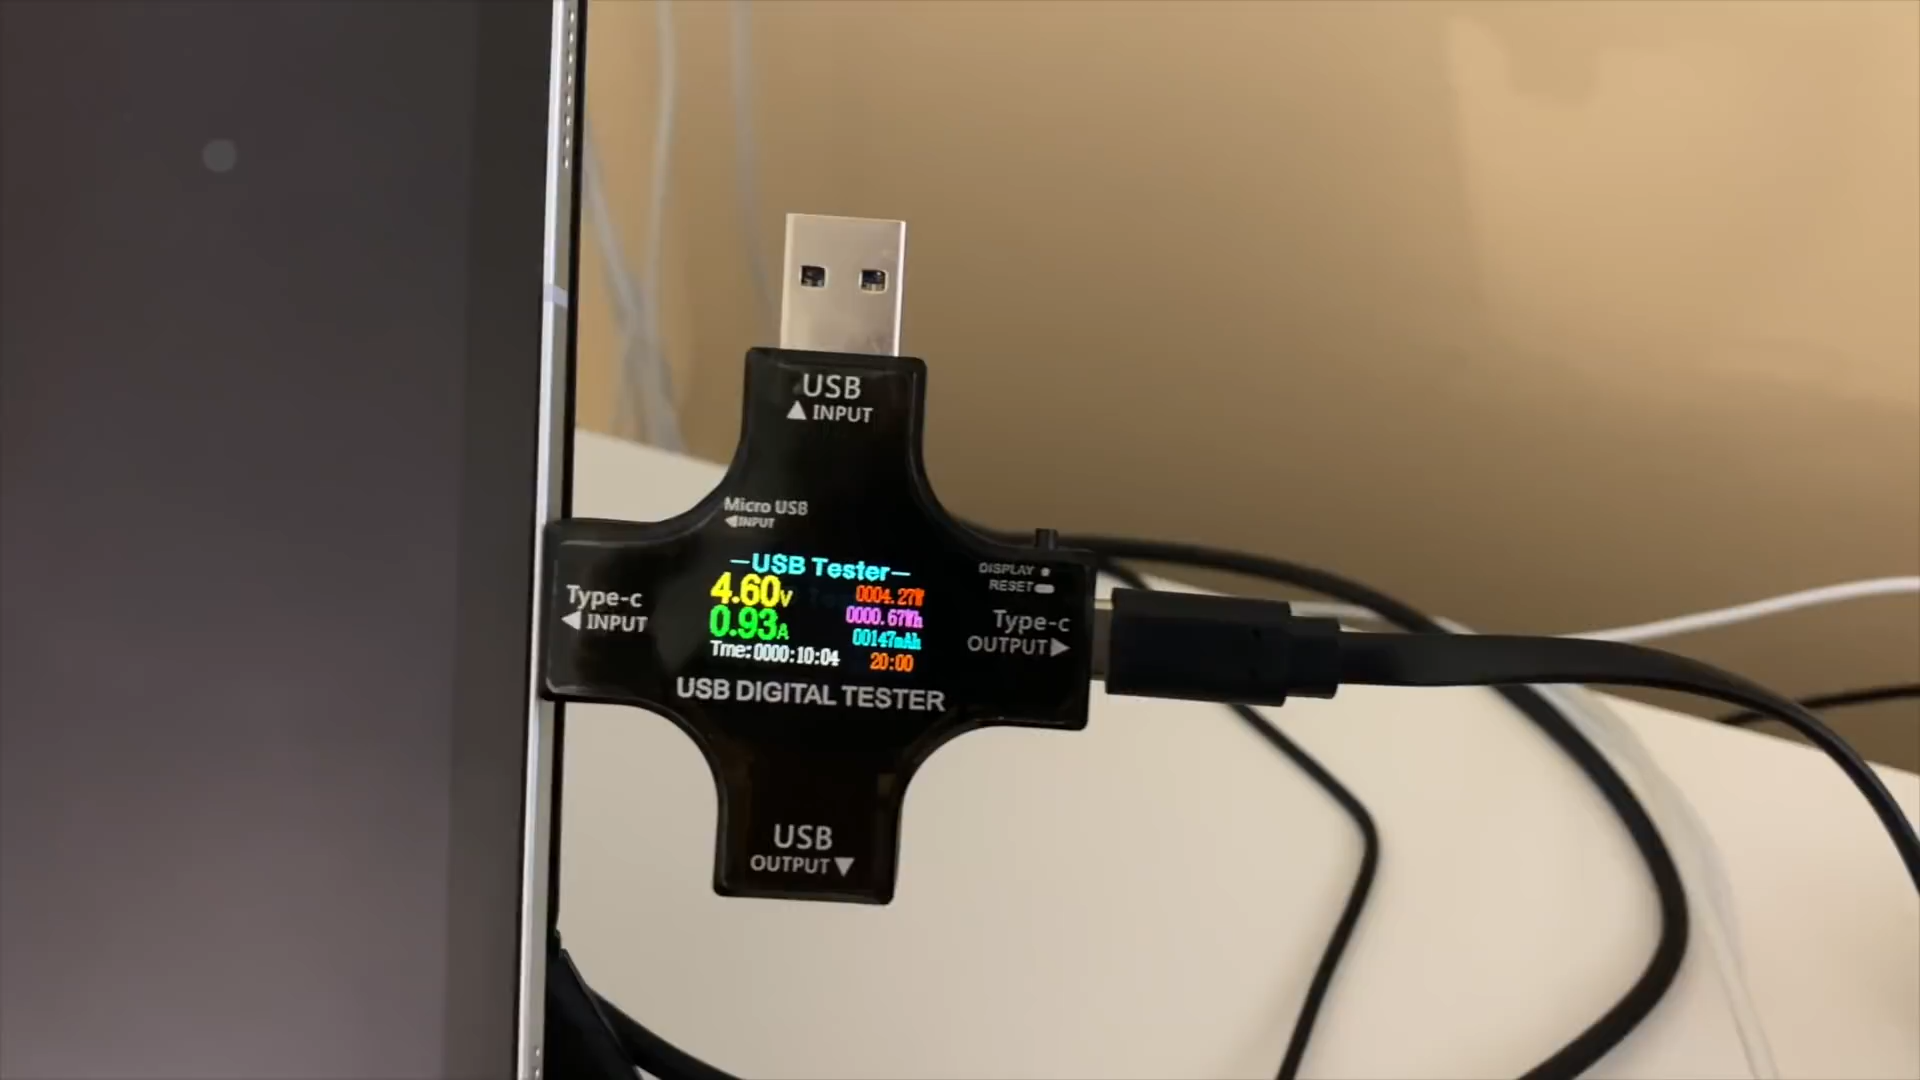 USB
▲ INPUT
Micro USB
◀INPUT
—USB Tester—
4.60V
0004.27W
0.93A
0000.67Wh
00147mAh
Tme:0000:10:04
20:00
Type-c
◀ INPUT
DISPLAY ●
RESET
Type-c
OUTPUT▶
USB DIGITAL TESTER
USB
OUTPUT▼